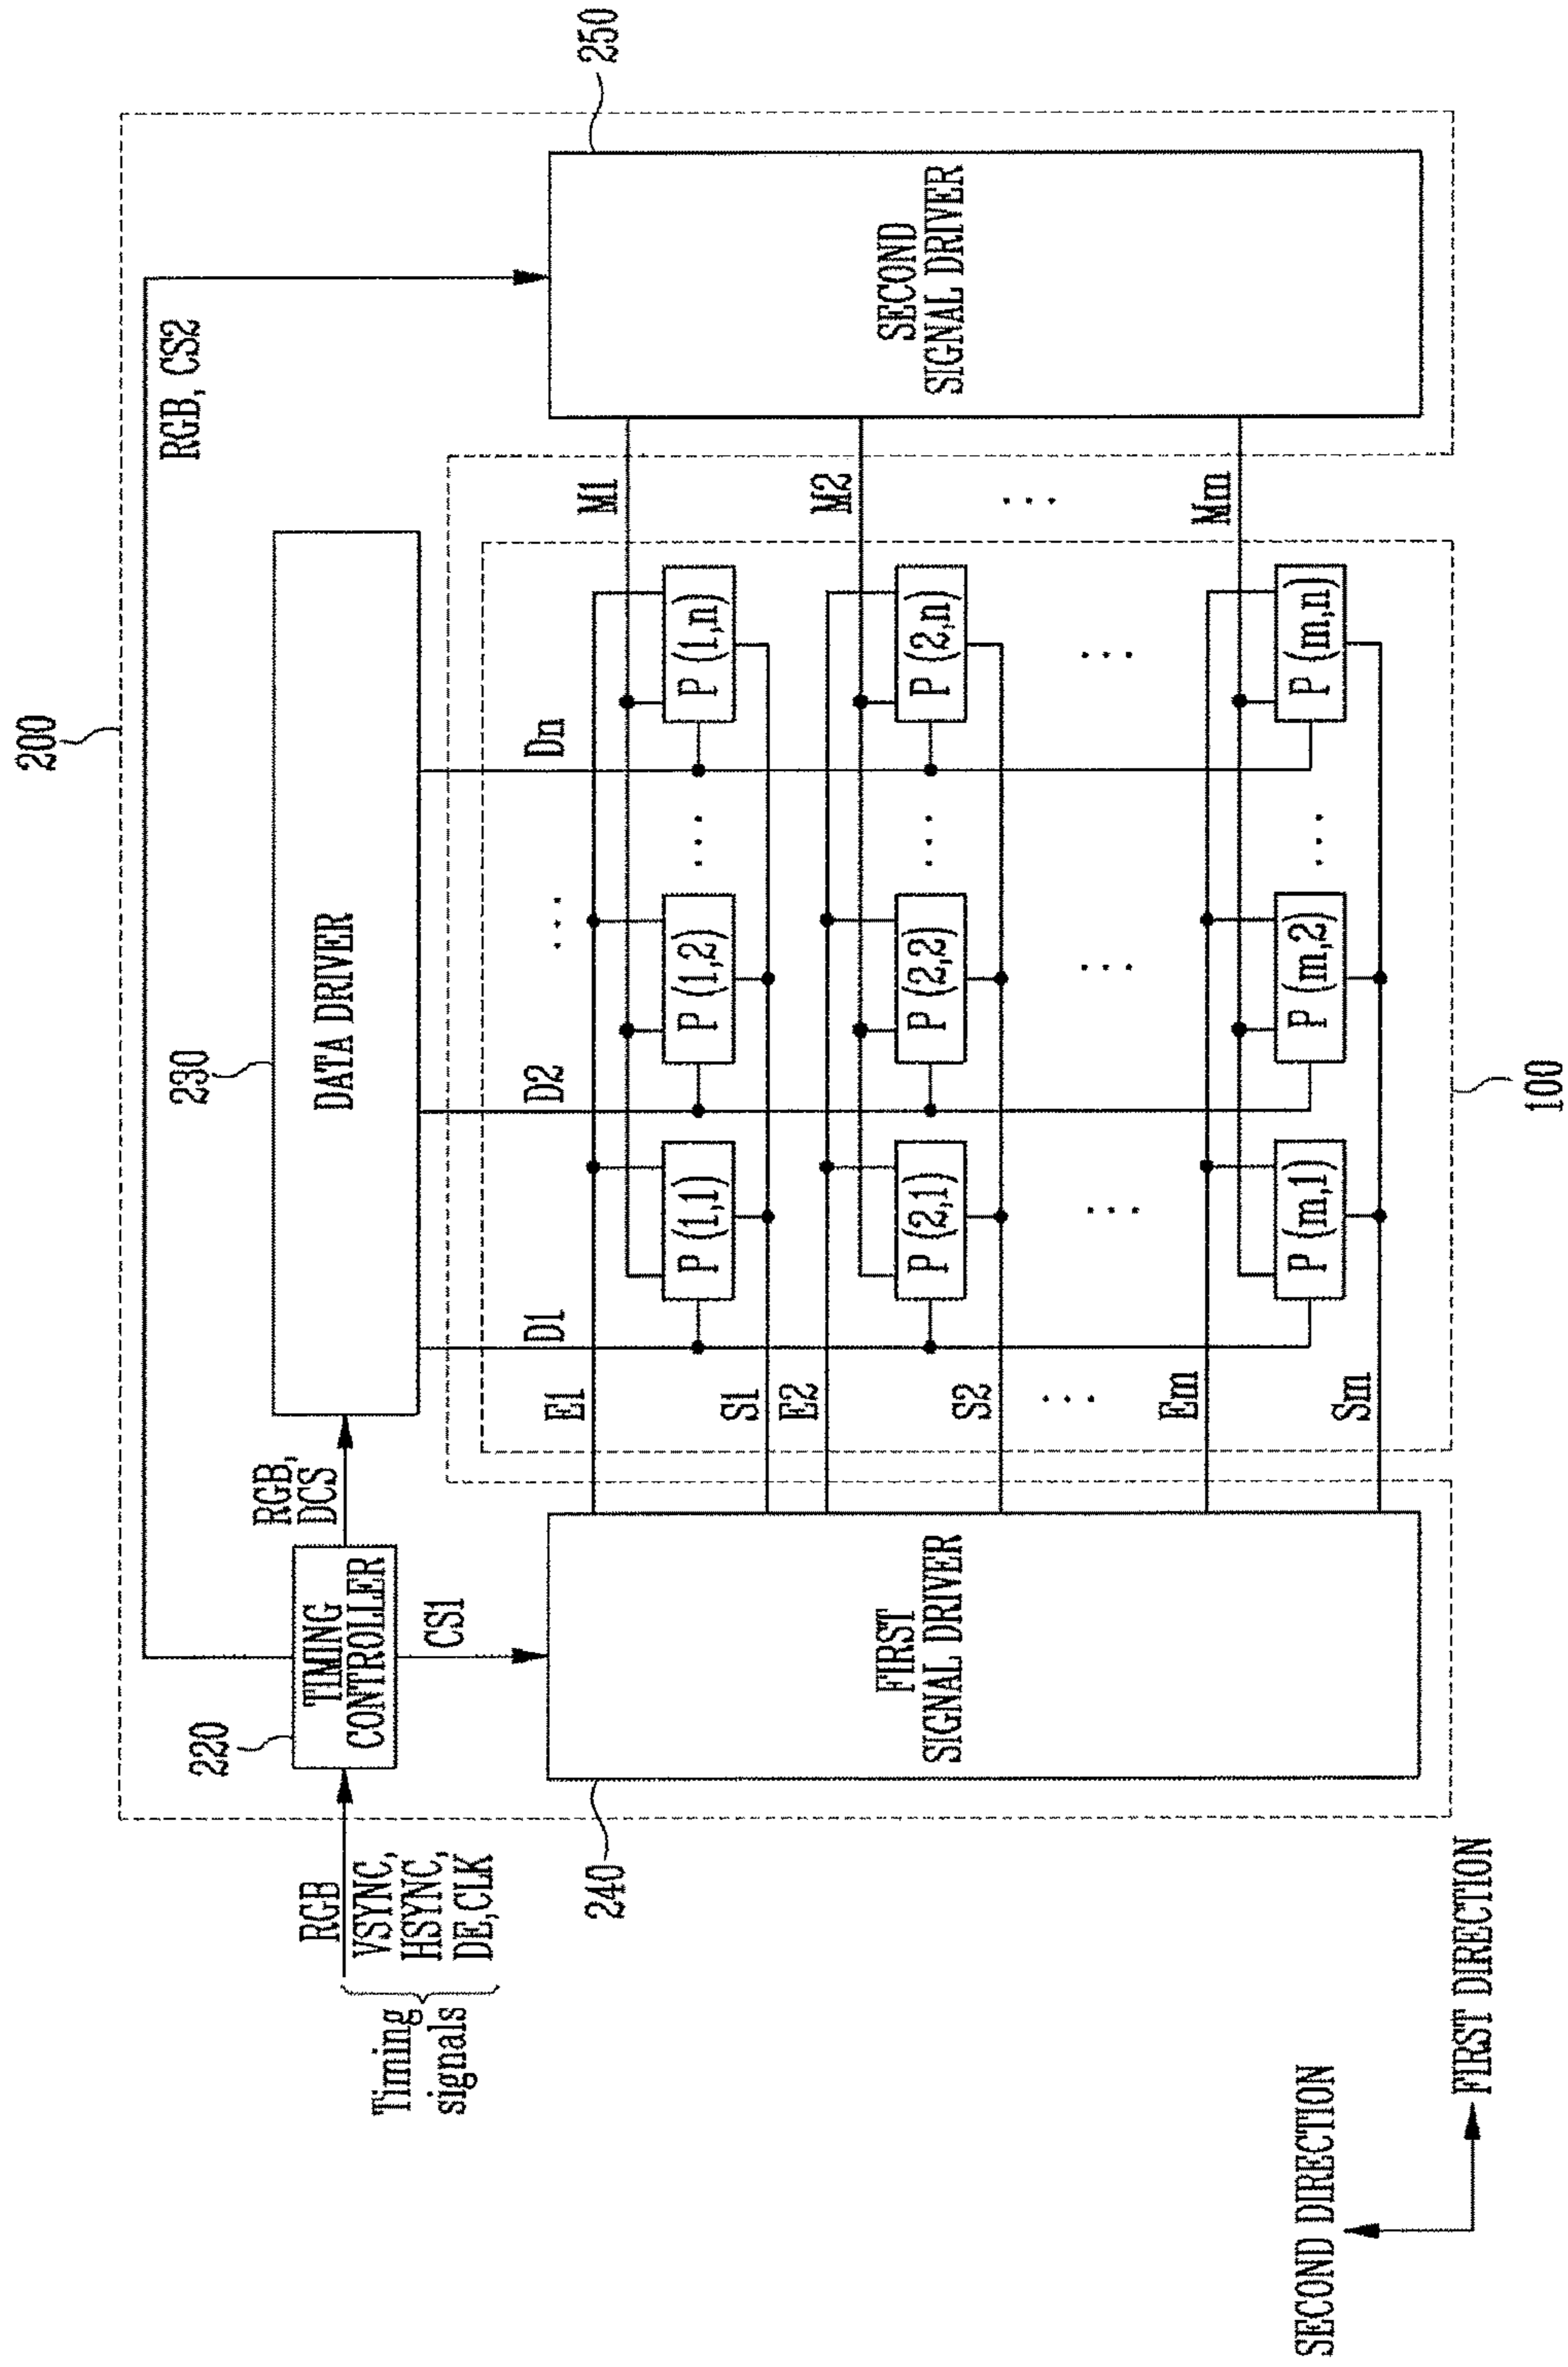 200
RGB, CS2
230
DATA DRIVER
250
220
TIMING
CONTROLLER
RGB,
DCS
RGB
VSYNC,
HSYNC,
DE,CLK
Timing
signals
CS1
240
FIRST
SIGNAL DRIVER
SECOND
SIGNAL DRIVER
D1
D2
...
Dn
E1
M1
P (1,1)
P (1,2)
...
P (1,n)
S1
E2
M2
P (2,1)
P (2,2)
...
P (2,n)
S2
...
...
...
...
...
Em
Mm
P (m,1)
P (m,2)
...
P (m,n)
Sm
100
SECOND DIRECTION
FIRST DIRECTION